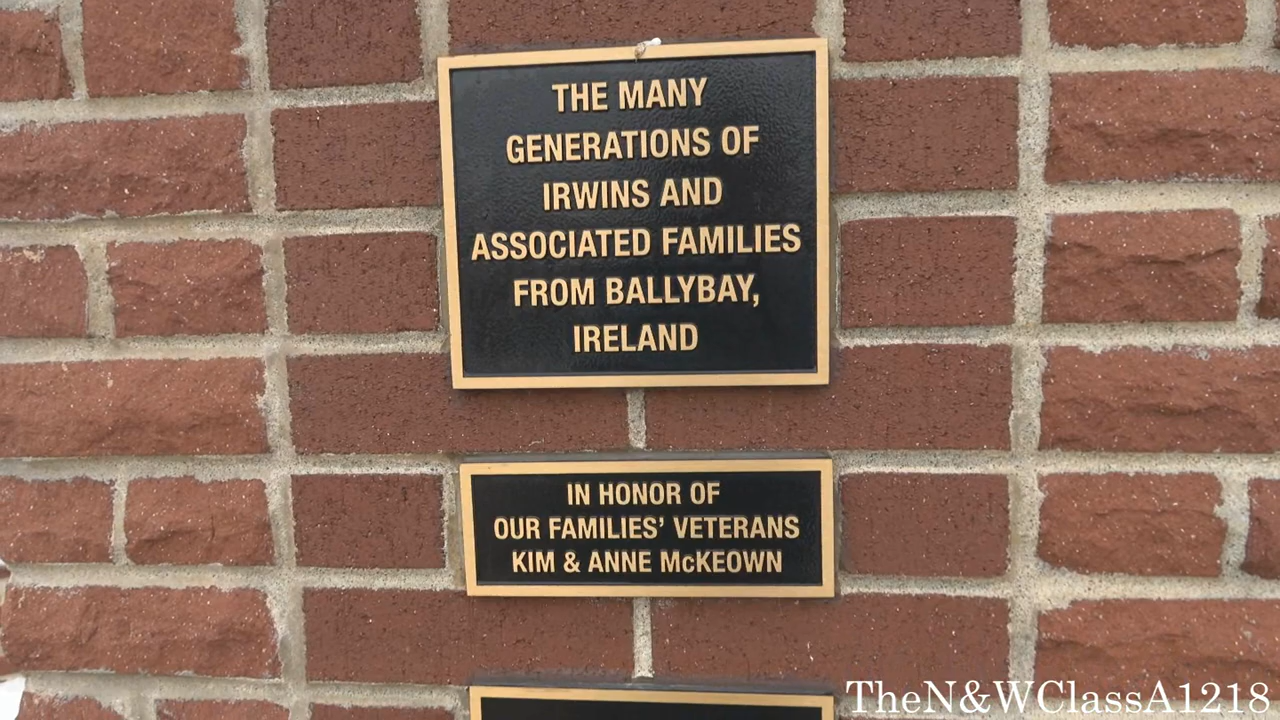 THE MANY
GENERATIONS OF
IRWINS AND
ASSOCIATED FAMILIES
FROM BALLYBAY,
IRELAND
IN HONOR OF
OUR FAMILIES' VETERANS
KIM & ANNE McKEOWN
TheN&WClassA1218